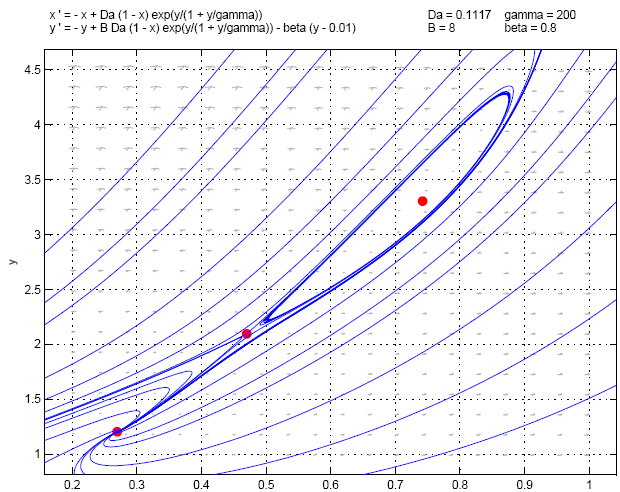 x ' = - x + Da (1 - x) exp(y/(1 + y/gamma))
y ' = - y + B Da (1 - x) exp(y/(1 + y/gamma)) - beta (y - 0.01)
Da = 0.1117 gamma = 200
B = 8 beta = 0.8
4.5
4
3.5
3
2.5
2
1.5
1
y
0.2 0.3 0.4 0.5 0.6 0.7 0.8 0.9 1